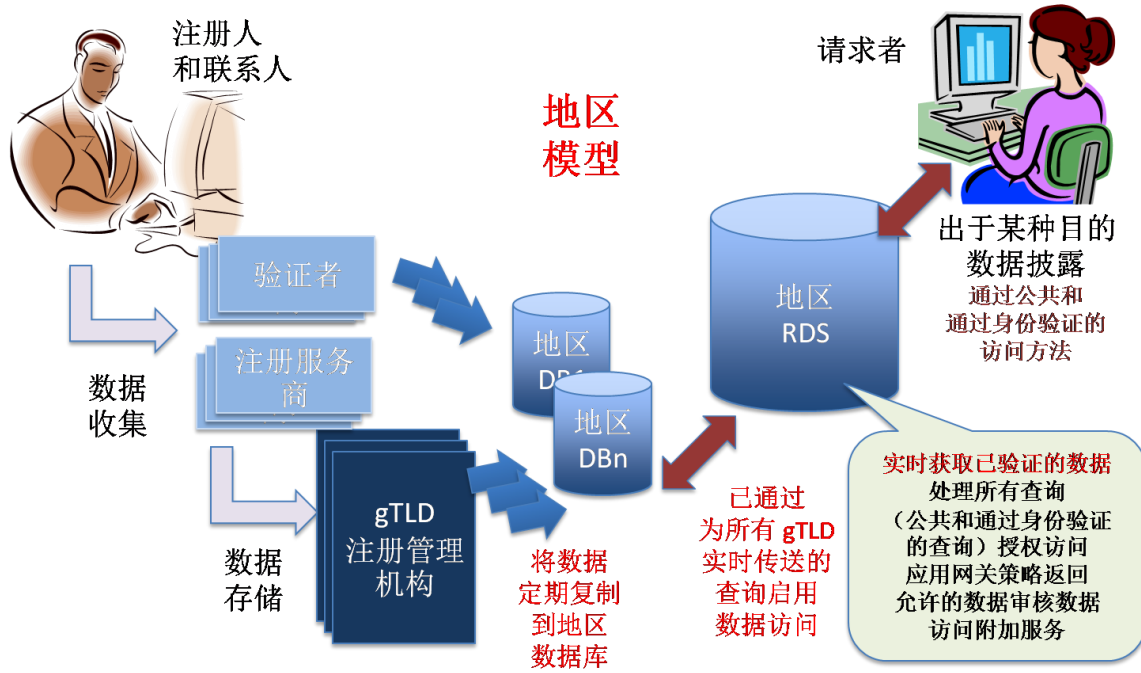 注册人
和联系人
请求者
地区
模型
验证者
注册服务
商
数据
收集
gTLD
注册管理
机构
数据
存储
地区
地区
DBn
将数据
定期复制
到地区
数据库
地区
RDS
已通过
为所有 gTLD
实时传送的
查询启用
数据访问
出于某种目的
数据披露
通过公共和
通过身份验证的
访问方法
实时获取已验证的数据
处理所有查询
（公共和通过身份验证
的查询）授权访问
应用网关策略返回
允许的数据审核数据
访问附加服务